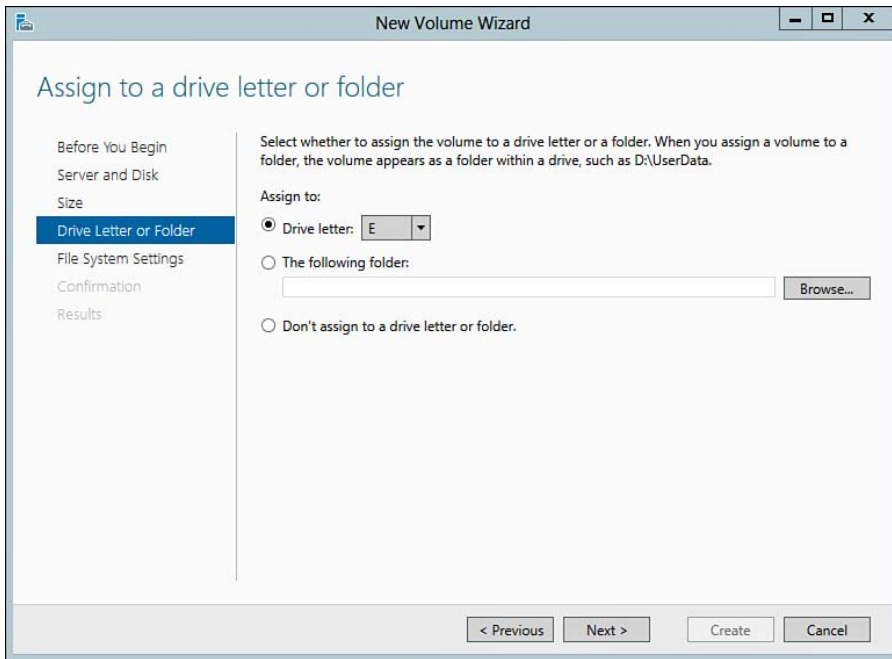 New Volume Wizard
Assign to a drive letter or folder
Before You Begin
Server and Disk
Size
Drive Letter or Folder
File System Settings
Confirmation
Results
Select whether to assign the volume to a drive letter or a folder. When you assign a volume to a
folder, the volume appears as a folder within a drive, such as D:\UserData.
Assign to:
Drive letter: E
The following folder:
Browse...
Don't assign to a drive letter or folder.
< Previous Next > Create Cancel